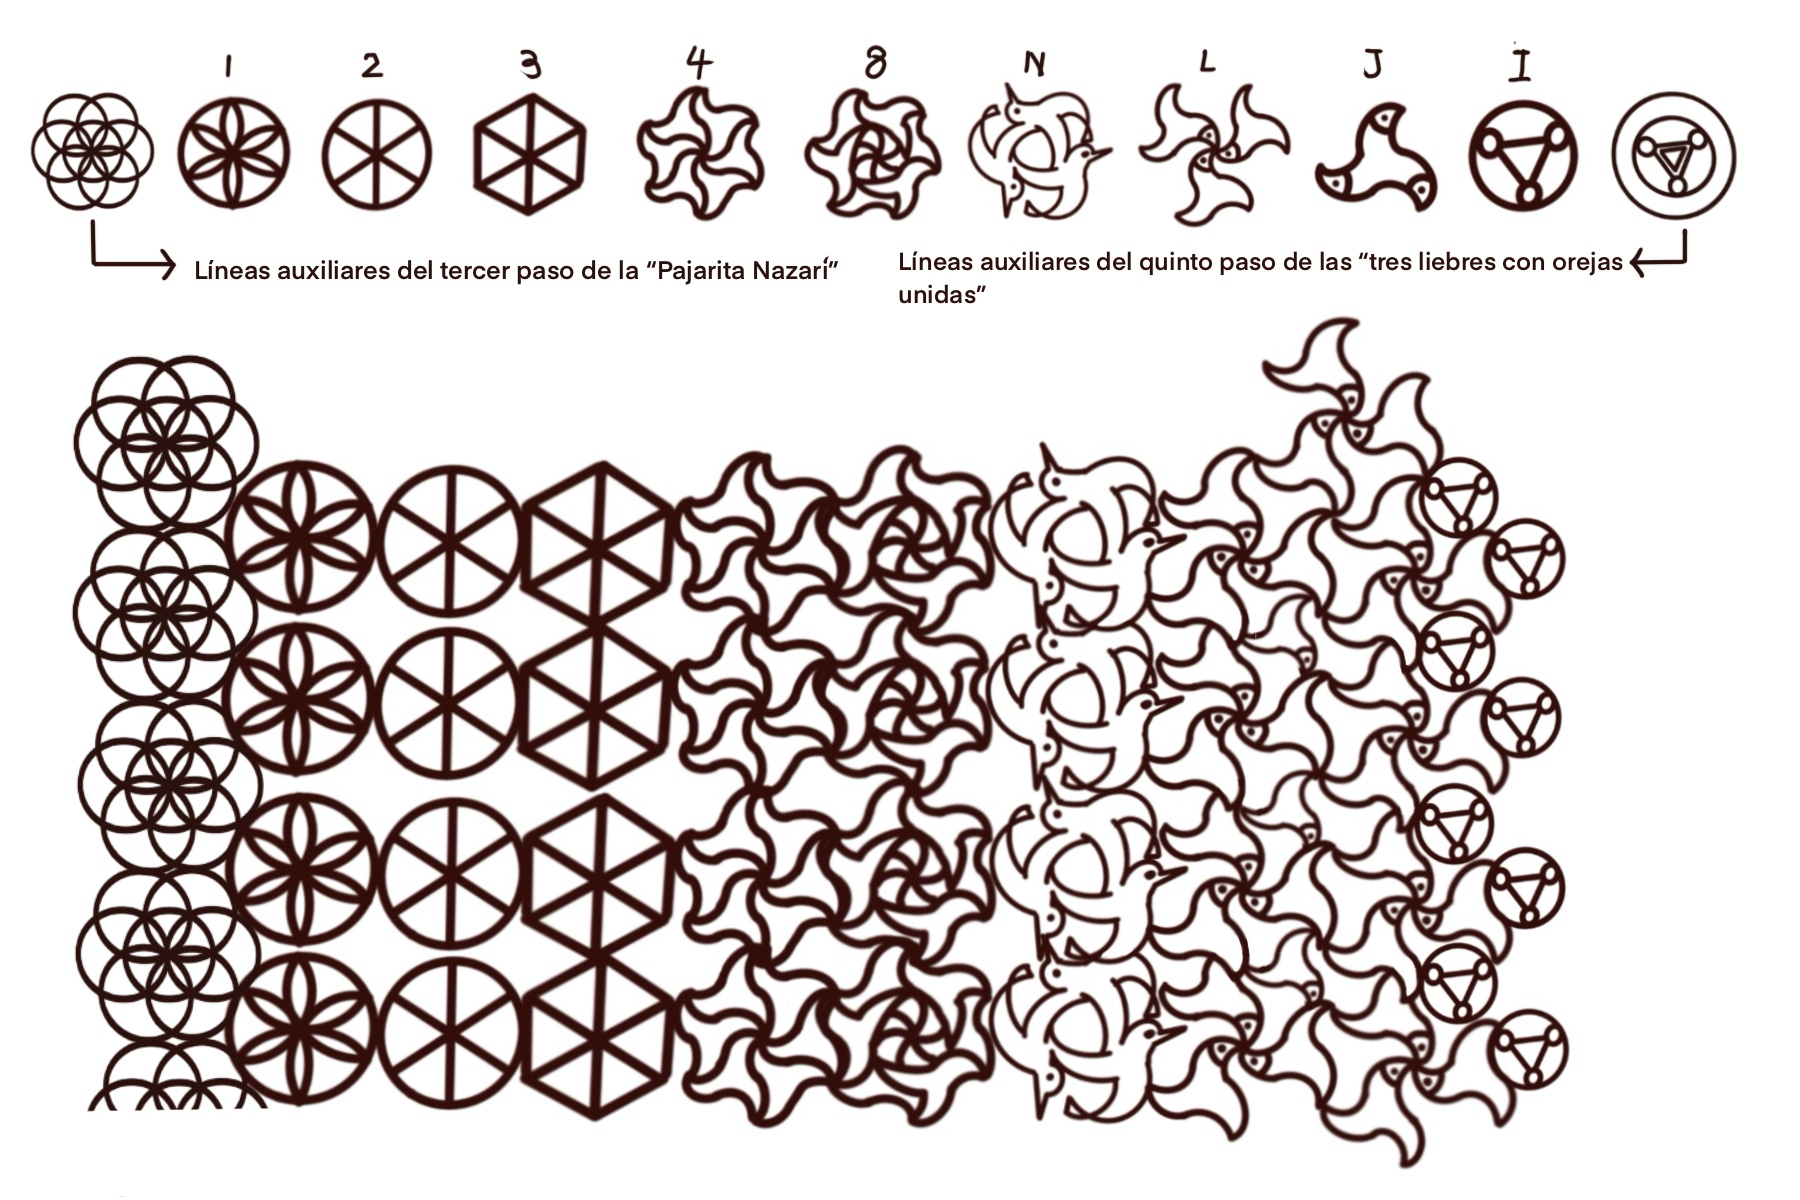 1 2 3 4 8 N L J I
Líneas auxiliares del tercer paso de la “Pajarita Nazarí”
Líneas auxiliares del quinto paso de las “tres liebres con orejas
unidas”